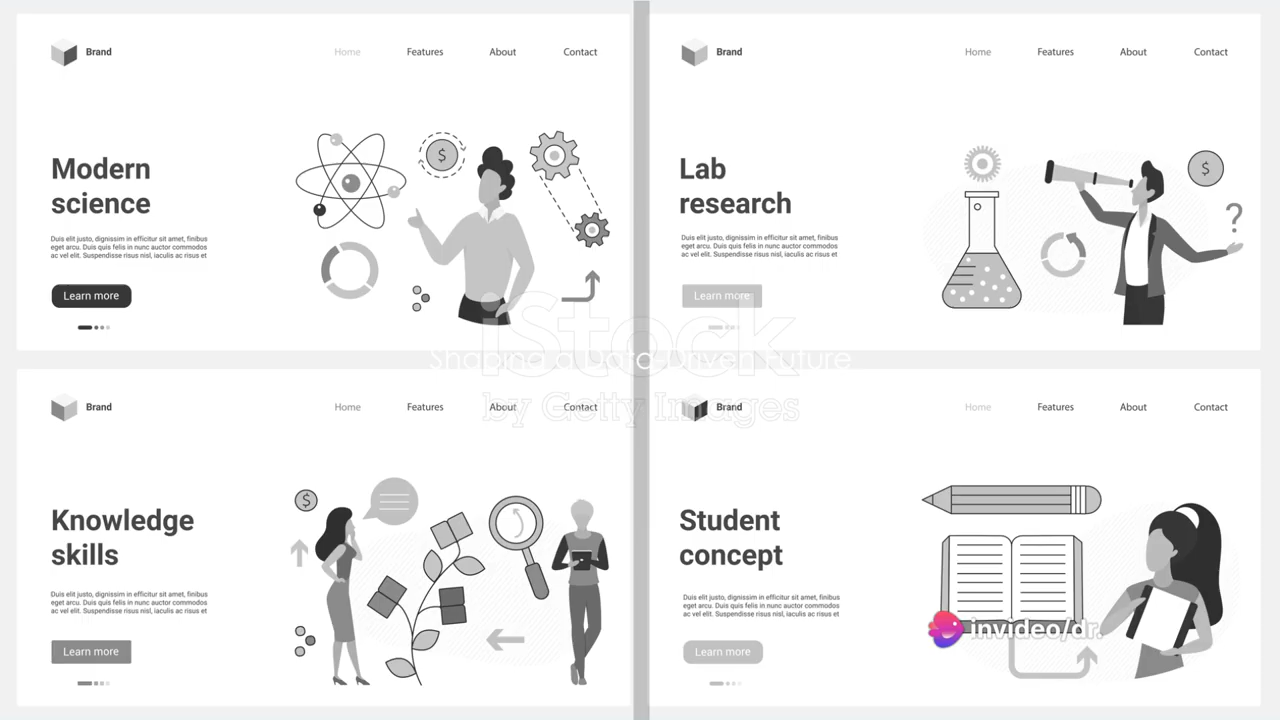 Brand
Home Features About Contact
Modern
science
Duis elit justo, dignissim in efficitur sit amet, finibus
eget arcu. Duis quis felis in nunc auctor commodos
ac vel est. Suspendisse risus nisl, iaculis ac risus et
Learn more
$
Brand
Home Features About Contact
Lab
research
Duis elit justo, dignissim in efficitur sit amet, finibus
eget arcu. Duis quis felis in nunc auctor commodos
ac vel est. Suspendisse risus nisl, iaculis ac risus et
Learn more
$
?
iStock
Shaping a Data-Driven Future
by Getty Images
Brand
Home Features About Contact
Knowledge
skills
Duis elit justo, dignissim in efficitur sit amet, finibus
eget arcu. Duis quis felis in nunc auctor commodos
ac vel est. Suspendisse risus nisl, iaculis ac risus et
Learn more
$
Brand
Home Features About Contact
Student
concept
Duis elit justo, dignissim in efficitur sit amet, finibus
eget arcu. Duis quis felis in nunc auctor commodos
ac vel est. Suspendisse risus nisl, iaculis ac risus et
Learn more
invideo/dr.